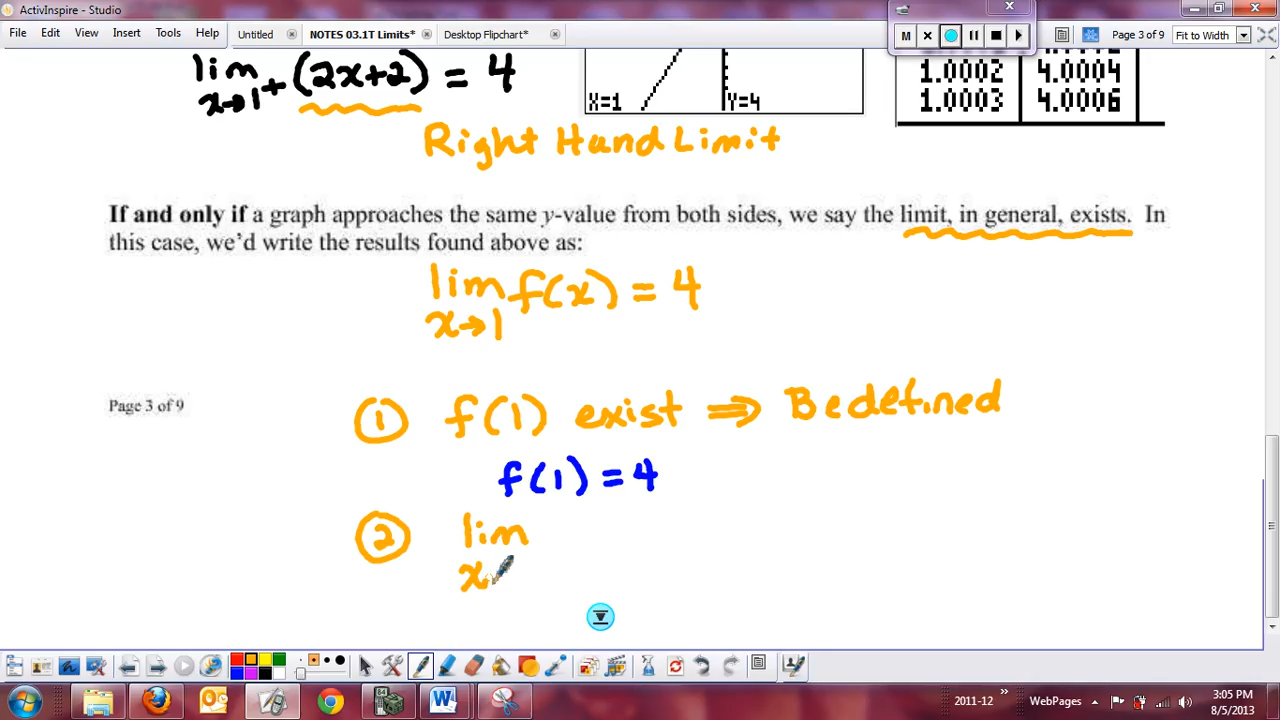 ActivInspire - Studio
File Edit View Insert Tools Help Untitled NOTES 03.1T Limits* Desktop Flipchart* M Page 3 of 9 Fit to Width
lim x→1+ (2x+2) = 4
X=1 Y=4
1.0002 4.0004
1.0003 4.0006
Right Hand Limit
If and only if a graph approaches the same y-value from both sides, we say the limit, in general, exists. In
this case, we'd write the results found above as:
lim x→1 f(x) = 4
Page 3 of 9
① f(1) exist ⇒ Be defined
f(1) = 4
② lim
x
2011-12 » WebPages » 3:05 PM
8/5/2013